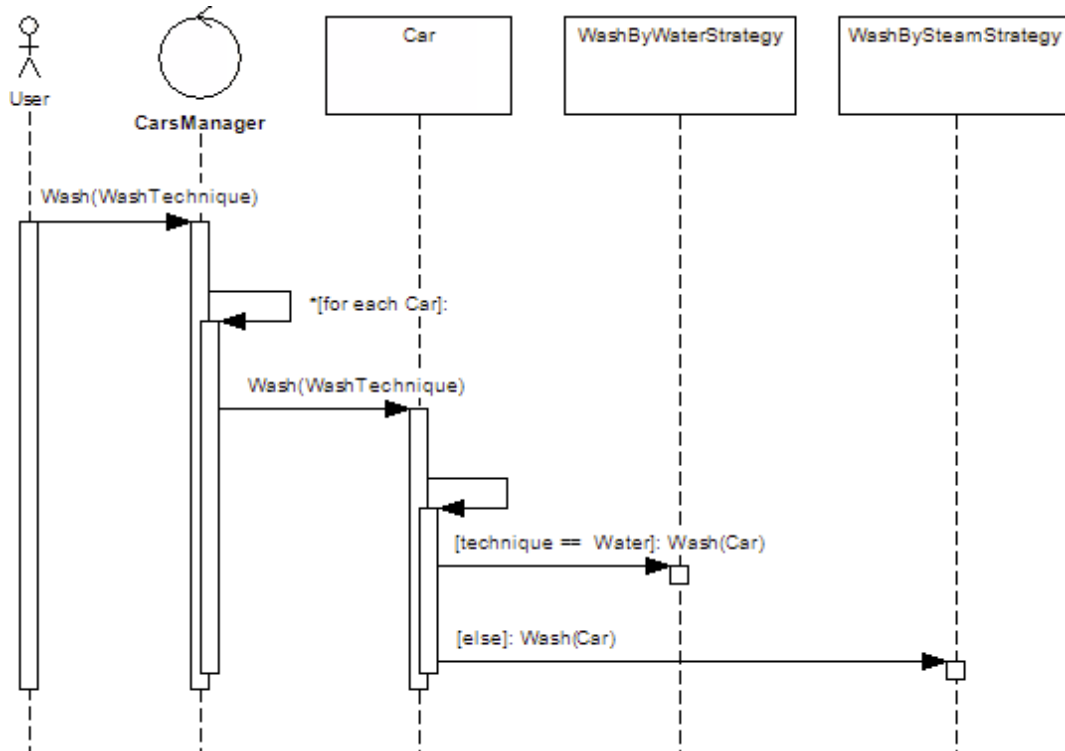 Car
WashByWaterStrategy
WashBySteamStrategy
User
CarsManager
Wash(WashTechnique)
*[for each Car]:
Wash(WashTechnique)
[technique == Water]: Wash(Car)
[else]: Wash(Car)